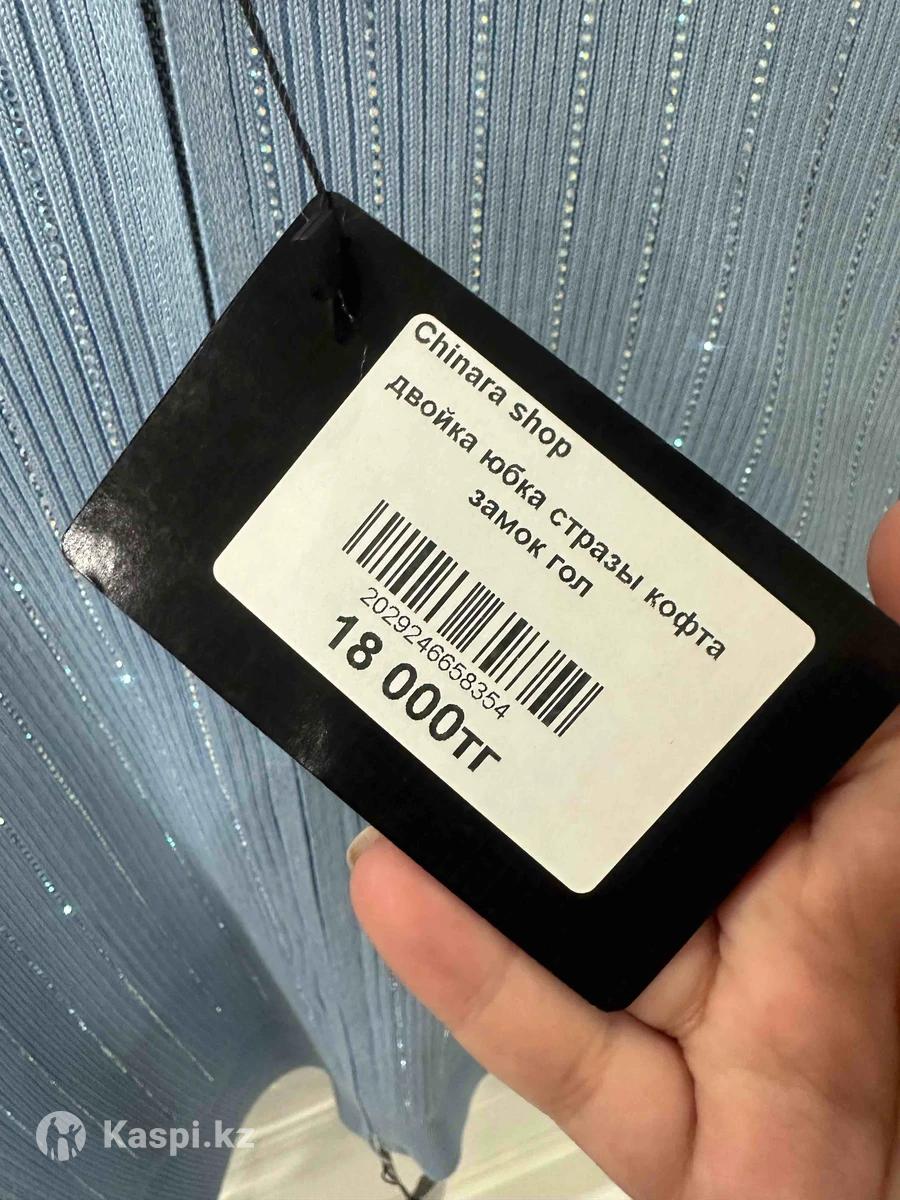 Chinara shop
двойка юбка стразы кофта
замок гол
2029246658354
18 000тг
Kaspi.kz